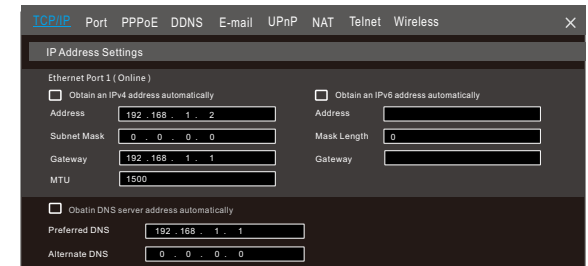 TCP/IP Port PPPoE DDNS E-mail UPnP NAT Telnet Wireless
IP Address Settings
Ethernet Port 1 ( Online )
Obtain an IPv4 address automatically Obtain an IPv6 address automatically
Address 192 . 168 . 1 . 2 Address
Subnet Mask 0 . 0 . 0 . 0 Mask Length 0
Gateway 192 . 168 . 1 . 1 Gateway
MTU 1500
Obatin DNS server address automatically
Preferred DNS 192 . 168 . 1 . 1
Alternate DNS 0 . 0 . 0 . 0